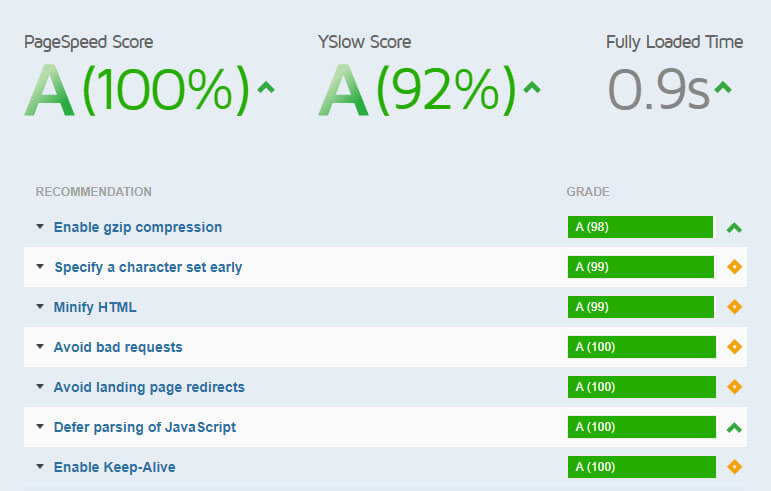 PageSpeed Score YSlow Score Fully Loaded Time
A (100%) A (92%) 0.9s
RECOMMENDATION GRADE
Enable gzip compression A (98)
Specify a character set early A (99)
Minify HTML A (99)
Avoid bad requests A (100)
Avoid landing page redirects A (100)
Defer parsing of JavaScript A (100)
Enable Keep-Alive A (100)